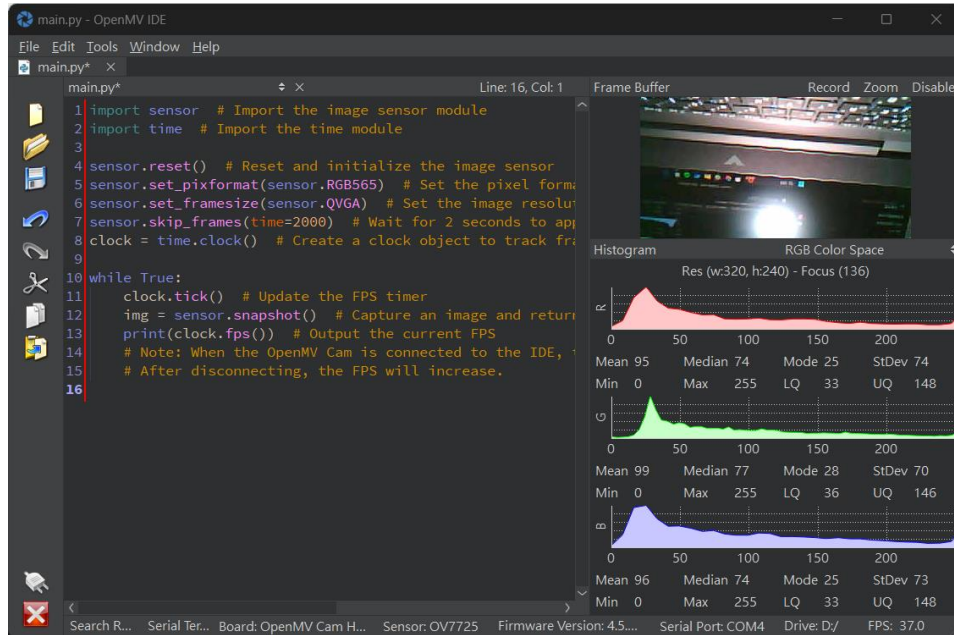 main.py - OpenMV IDE
File Edit Tools Window Help
main.py*
main.py* Line: 16, Col: 1
1 import sensor # Import the image sensor module
2 import time # Import the time module
3
4 sensor.reset() # Reset and initialize the image sensor
5 sensor.set_pixformat(sensor.RGB565) # Set the pixel forma
6 sensor.set_framesize(sensor.QVGA) # Set the image resolut
7 sensor.skip_frames(time=2000) # Wait for 2 seconds to app
8 clock = time.clock() # Create a clock object to track fra
9
10 while True:
11 clock.tick() # Update the FPS timer
12 img = sensor.snapshot() # Capture an image and return
13 print(clock.fps()) # Output the current FPS
14 # Note: When the OpenMV Cam is connected to the IDE,
15 # After disconnecting, the FPS will increase.
16
Frame Buffer Record Zoom Disable
Histogram RGB Color Space
Res (w:320, h:240) - Focus (136)
R
0 50 100 150 200
Mean 95 Median 74 Mode 25 StDev 74
Min 0 Max 255 LQ 33 UQ 148
G
0 50 100 150 200
Mean 99 Median 77 Mode 28 StDev 70
Min 0 Max 255 LQ 36 UQ 146
B
0 50 100 150 200
Mean 96 Median 74 Mode 25 StDev 73
Min 0 Max 255 LQ 33 UQ 148
Search R... Serial Ter... Board: OpenMV Cam H... Sensor: OV7725 Firmware Version: 4.5.... Serial Port: COM4 Drive: D:/ FPS: 37.0